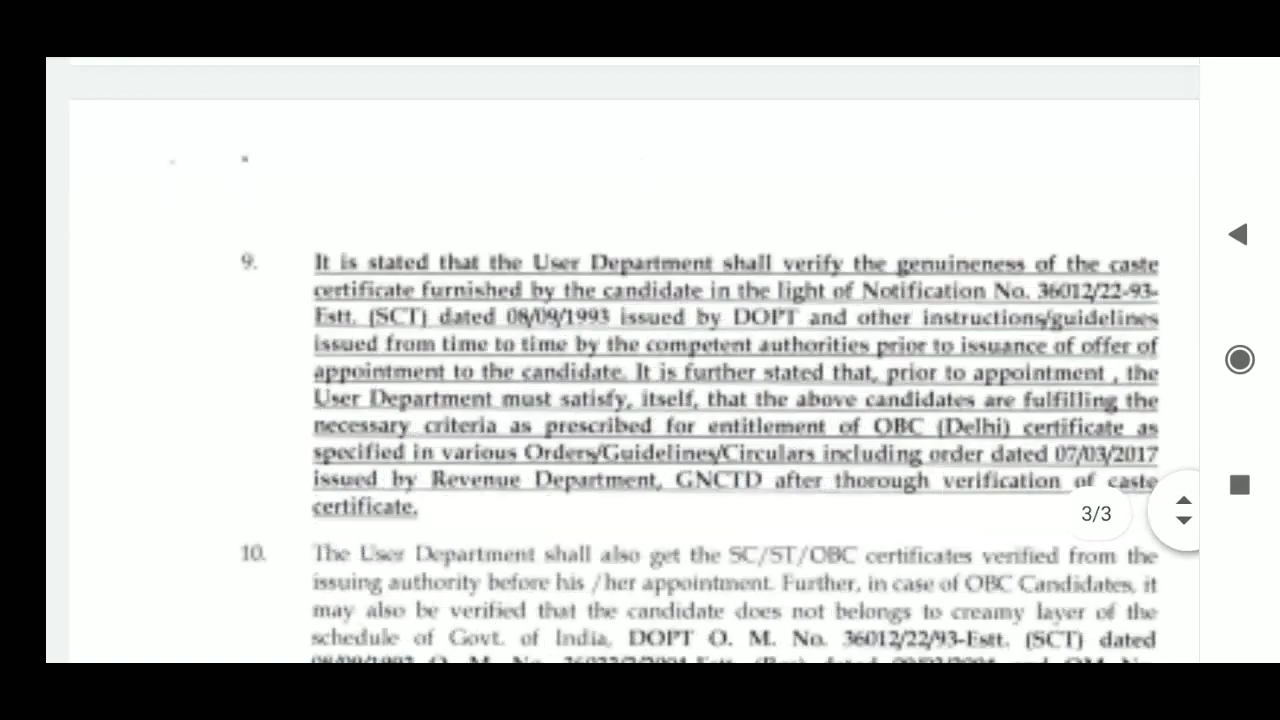 9. It is stated that the User Department shall verify the genuineness of the caste
certificate furnished by the candidate in the light of Notification No. 36012/22-93-
Estt. (SCT) dated 08/09/1993 issued by DOPT and other instructions/guidelines
issued from time to time by the competent authorities prior to issuance of offer of
appointment to the candidate. It is further stated that, prior to appointment , the
User Department must satisfy, itself, that the above candidates are fulfilling the
necessary criteria as prescribed for entitlement of OBC (Delhi) certificate as
specified in various Orders/Guidelines/Circulars including order dated 07/03/2017
issued by Revenue Department, GNCTD after thorough verification of caste
certificate.
3/3
10. The User Department shall also get the SC/ST/OBC certificates verified from the
issuing authority before his /her appointment. Further, in case of OBC Candidates, it
may also be verified that the candidate does not belongs to creamy layer of the
schedule of Govt. of India, DOPT O. M. No. 36012/22/93-Estt. (SCT) dated